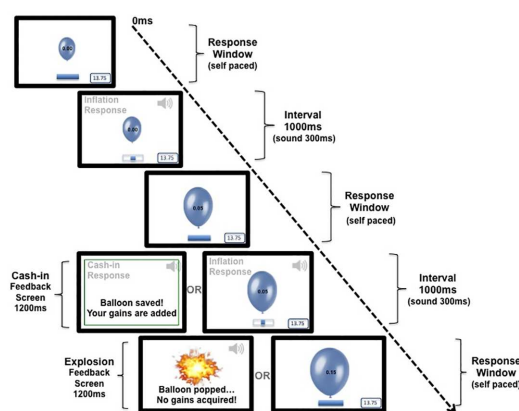 0ms
0.00
13.75
Response
Window
(self paced)
Inflation
Response
0.00
13.75
Interval
1000ms
(sound 300ms)
0.05
13.75
Response
Window
(self paced)
Cash-in
Feedback
Screen
1200ms
Cash-in
Response
Balloon saved!
Your gains are added
OR
Inflation
Response
0.05
13.75
Interval
1000ms
(sound 300ms)
Explosion
Feedback
Screen
1200ms
Balloon popped...
No gains acquired!
OR
0.15
13.75
Response
Window
(self paced)